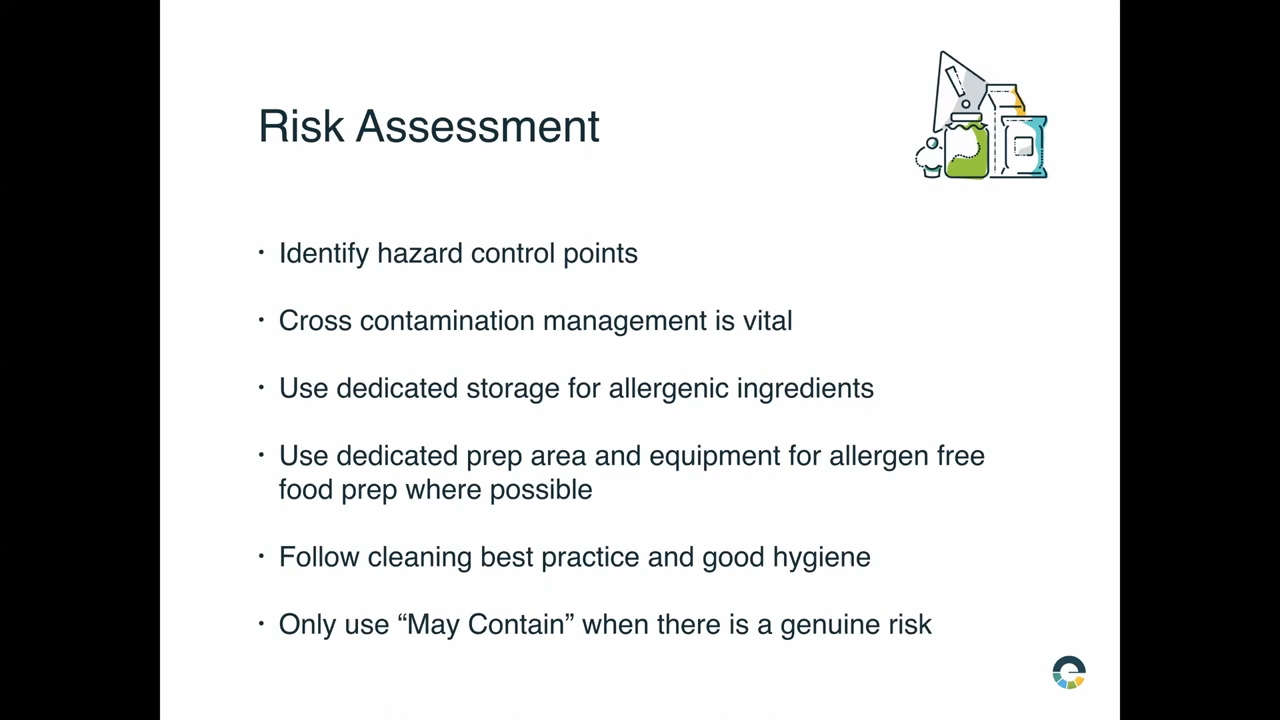 Risk Assessment
• Identify hazard control points
• Cross contamination management is vital
• Use dedicated storage for allergenic ingredients
• Use dedicated prep area and equipment for allergen free
food prep where possible
• Follow cleaning best practice and good hygiene
• Only use “May Contain” when there is a genuine risk